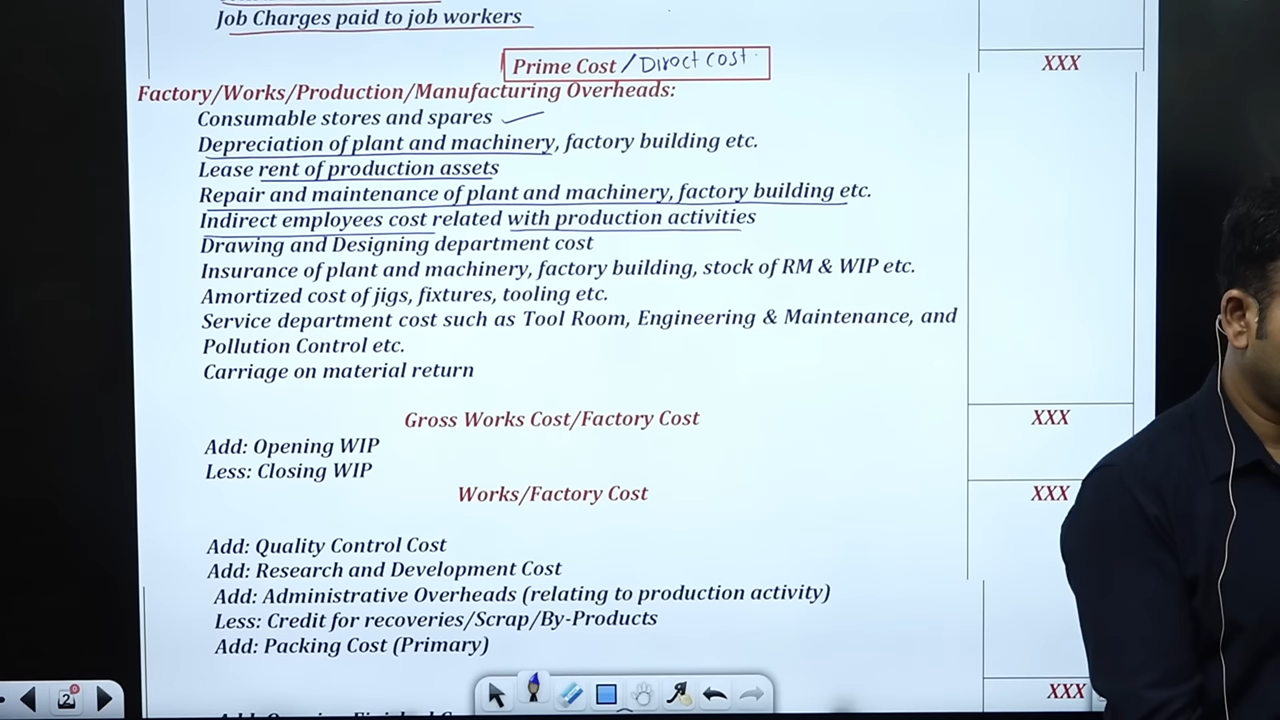 Job Charges paid to job workers
Prime Cost / Direct cost XXX
Factory/Works/Production/Manufacturing Overheads:
Consumable stores and spares
Depreciation of plant and machinery, factory building etc.
Lease rent of production assets
Repair and maintenance of plant and machinery, factory building etc.
Indirect employees cost related with production activities
Drawing and Designing department cost
Insurance of plant and machinery, factory building, stock of RM & WIP etc.
Amortized cost of jigs, fixtures, tooling etc.
Service department cost such as Tool Room, Engineering & Maintenance, and
Pollution Control etc.
Carriage on material return
Gross Works Cost/Factory Cost XXX
Add: Opening WIP
Less: Closing WIP
Works/Factory Cost XXX
Add: Quality Control Cost
Add: Research and Development Cost
Add: Administrative Overheads (relating to production activity)
Less: Credit for recoveries/Scrap/By-Products
Add: Packing Cost (Primary)
XXX
2